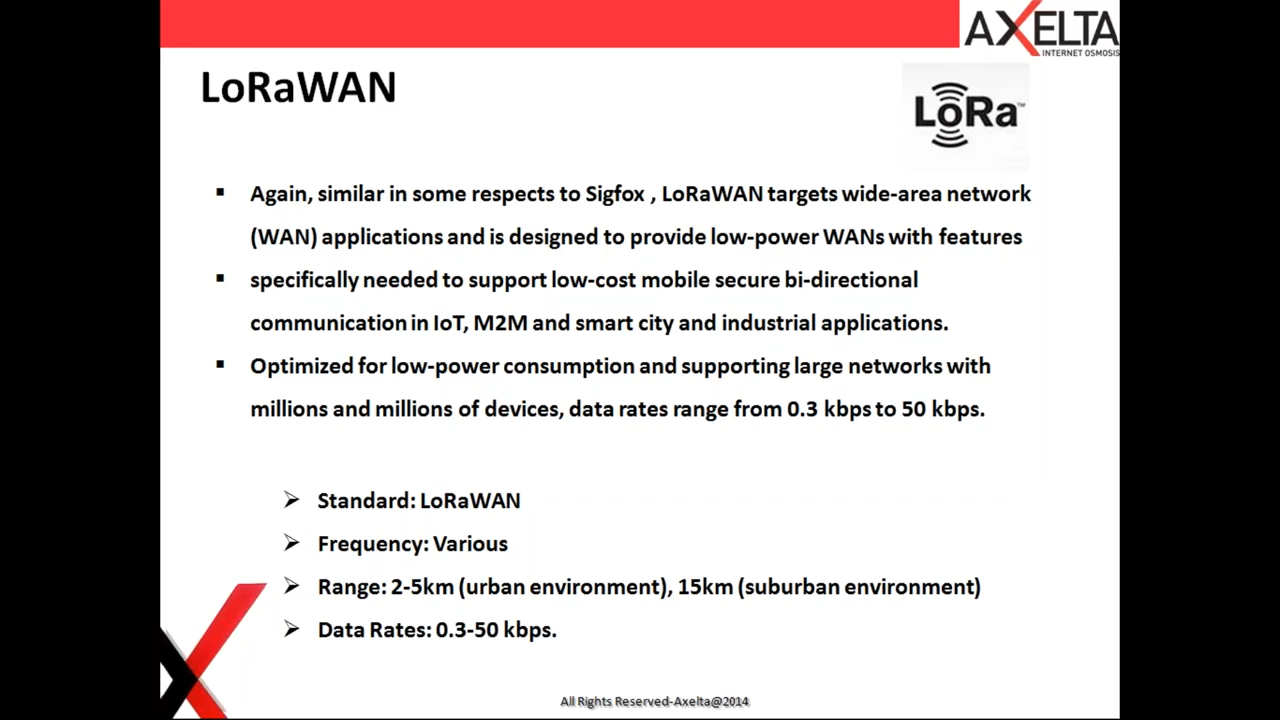 AXELTA
INTERNET OSMOSIS
LoRaWAN
LoRa™
▪ Again, similar in some respects to Sigfox , LoRaWAN targets wide-area network
(WAN) applications and is designed to provide low-power WANs with features
▪ specifically needed to support low-cost mobile secure bi-directional
communication in IoT, M2M and smart city and industrial applications.
▪ Optimized for low-power consumption and supporting large networks with
millions and millions of devices, data rates range from 0.3 kbps to 50 kbps.
➢ Standard: LoRaWAN
➢ Frequency: Various
➢ Range: 2-5km (urban environment), 15km (suburban environment)
➢ Data Rates: 0.3-50 kbps.
All Rights Reserved-Axelta@2014